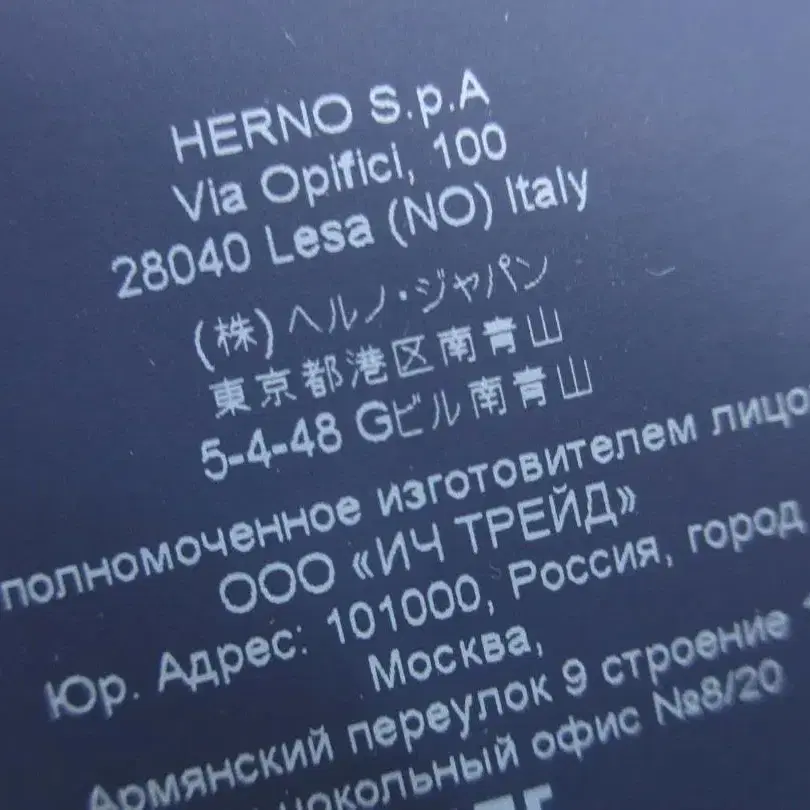 HERNO S.p.A
Via Opifici, 100
28040 Lesa (NO) Italy
(株) ヘルノ・ジャパン
東京都港区南青山
5-4-48 Gビル南青山
полномоченное изготовителем лицо
ООО «ИЧ ТРЕЙД»
Юр. Адрес: 101000, Россия, город
Москва,
Армянский переулок 9 строение
цокольный офис №8/20